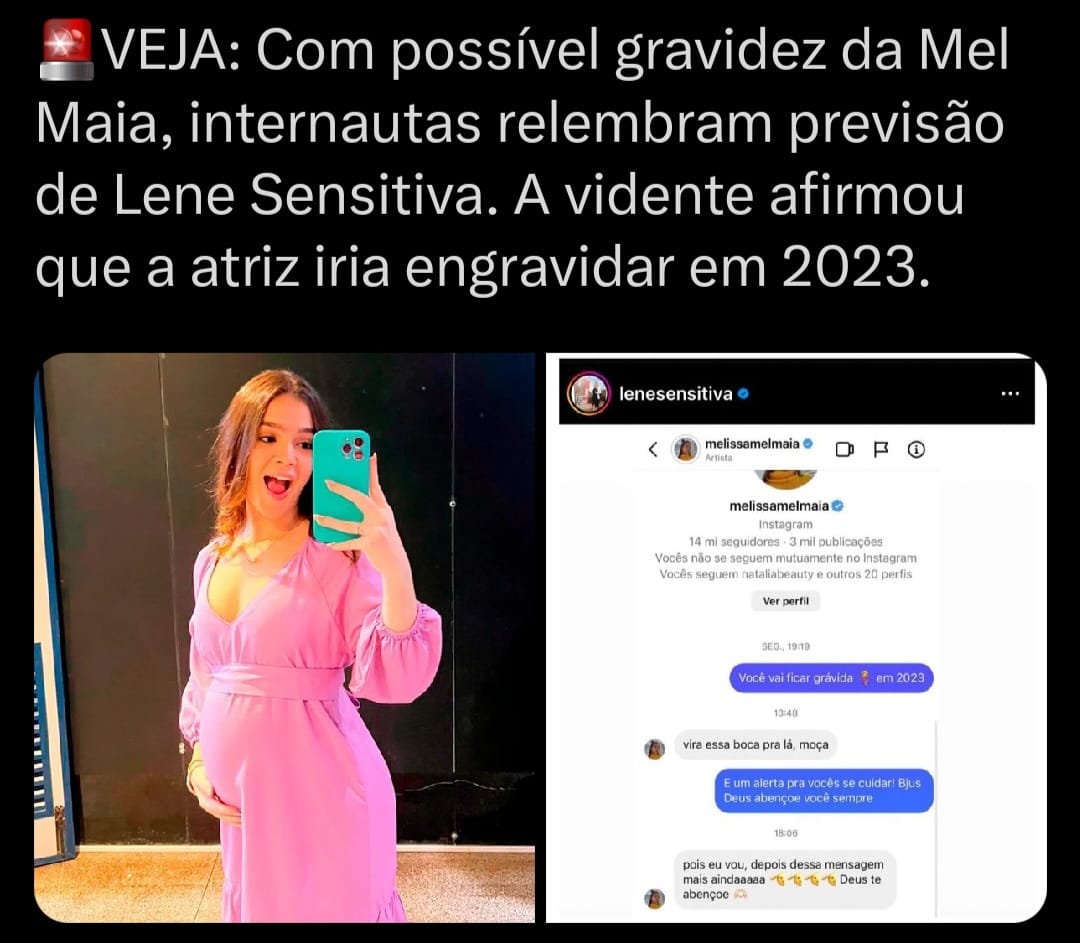 🚨VEJA: Com possível gravidez da Mel
Maia, internautas relembram previsão
de Lene Sensitiva. A vidente afirmou
que a atriz iria engravidar em 2023.
lenesensitiva
melissamelmaia
Artista
melissamelmaia
Instagram
14 mi seguidores · 3 mil publicações
Vocês não se seguem mutuamente no Instagram
Vocês seguem nataliabeauty e outros 20 perfis
Ver perfil
SEG., 19:19
Você vai ficar grávida 🤰🏽 em 2023
13:48
vira essa boca pra lá, moça
E um alerta pra vocês se cuidar! Bjus
Deus abençoe você sempre
18:06
pois eu vou, depois dessa mensagem
mais aindaaaaa 🫡🫡🫡🫡 Deus te
abençoe 🫶🏻